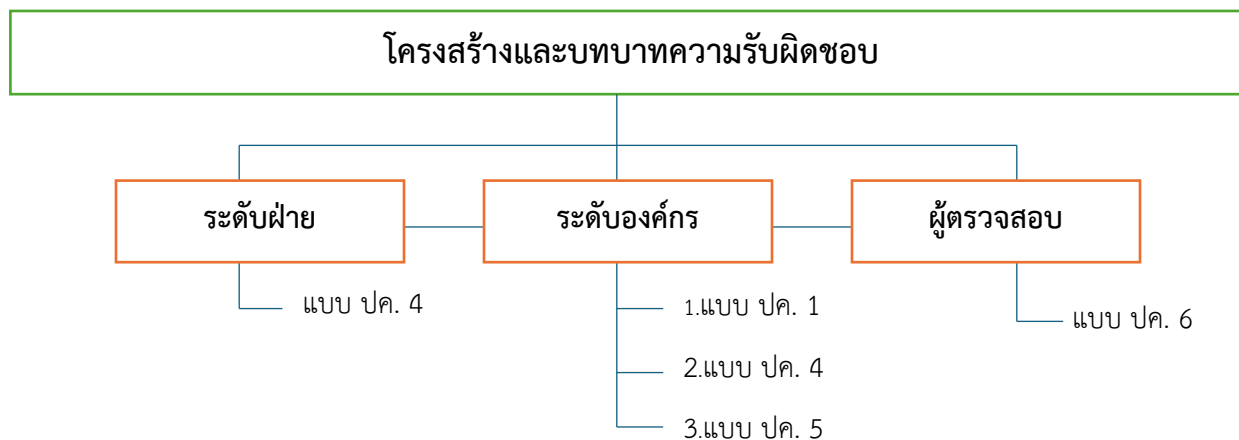 โครงสร้างและบทบาทความรับผิดชอบ
ระดับฝ่าย
ระดับองค์กร
ผู้ตรวจสอบ
แบบ ปค. 4
1.แบบ ปค. 1
2.แบบ ปค. 4
3.แบบ ปค. 5
แบบ ปค. 6